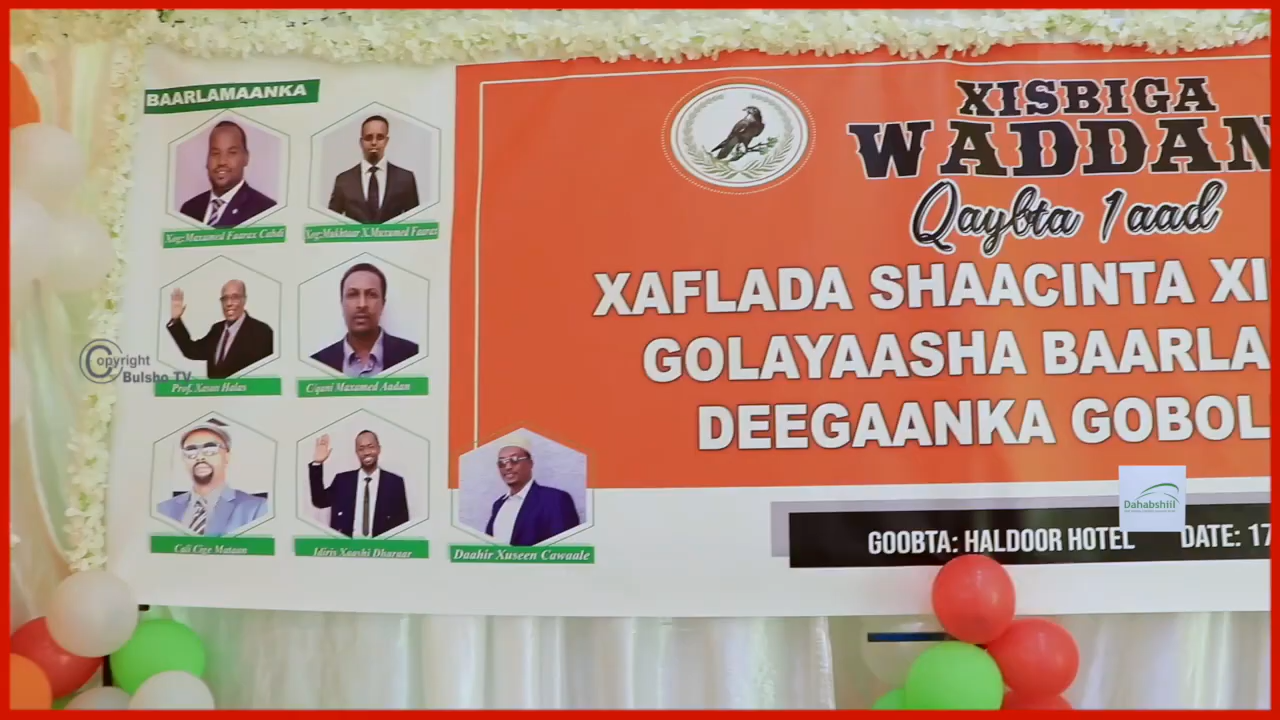 BAARLAMAANKA
Xog:Maxamed Faarax Cabdi
Xog:Mukhtaar X.Maxamed Faarax
Prof. Xasan Halas
C/qani Maxamed Aadan
Cali Cige Mataan
Idiris Xaashi Dharaar
Daahir Xuseen Cawaale
XISBIGA
WADDAN
Qaybta 1aad
XAFLADA SHAACINTA XI
GOLAYAASHA BAARLA
DEEGAANKA GOBOL
GOOBTA: HALDOOR HOTEL DATE: 17
Dahabshiil
Copyright
Bulsho TV